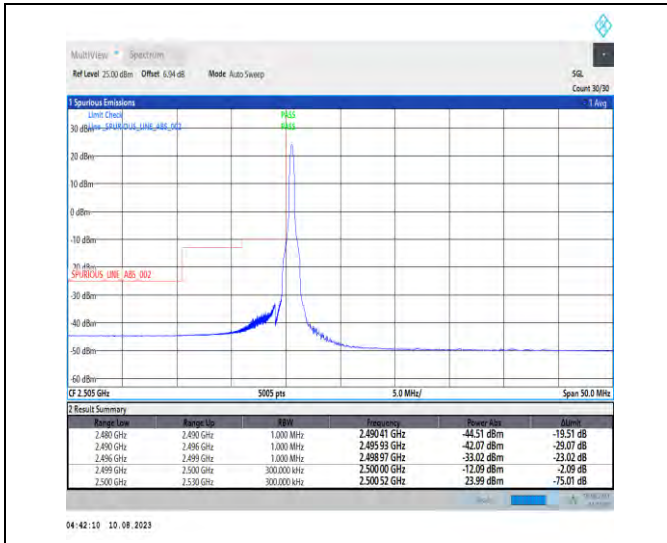 MultiView Spectrum
Ref Level 25.00 dBm Offset 6.94 dB Mode Auto Sweep SGL
Count 30/30
1 Spurious Emissions 1 Avg
Limit Check PASS
Line _SPURIOUS_LINE_ABS_002 PASS
30 dBm
20 dBm
10 dBm
0 dBm
-10 dBm
-20 dBm
SPURIOUS_LINE_ABS_002
-30 dBm
-40 dBm
-50 dBm
-60 dBm
CF 2.505 GHz 5005 pts 5.0 MHz/ Span 50.0 MHz
2 Result Summary
Range Low Range Up RBW Frequency Power Abs ΔLimit
2.480 GHz 2.490 GHz 1.000 MHz 2.490 41 GHz -44.51 dBm -19.51 dB
2.490 GHz 2.496 GHz 1.000 MHz 2.495 93 GHz -42.07 dBm -29.07 dB
2.496 GHz 2.499 GHz 1.000 MHz 2.498 97 GHz -33.02 dBm -23.02 dB
2.499 GHz 2.500 GHz 300.000 kHz 2.500 00 GHz -12.09 dBm -2.09 dB
2.500 GHz 2.530 GHz 300.000 kHz 2.500 52 GHz 23.99 dBm -75.01 dB
04:42:10 10.08.2023